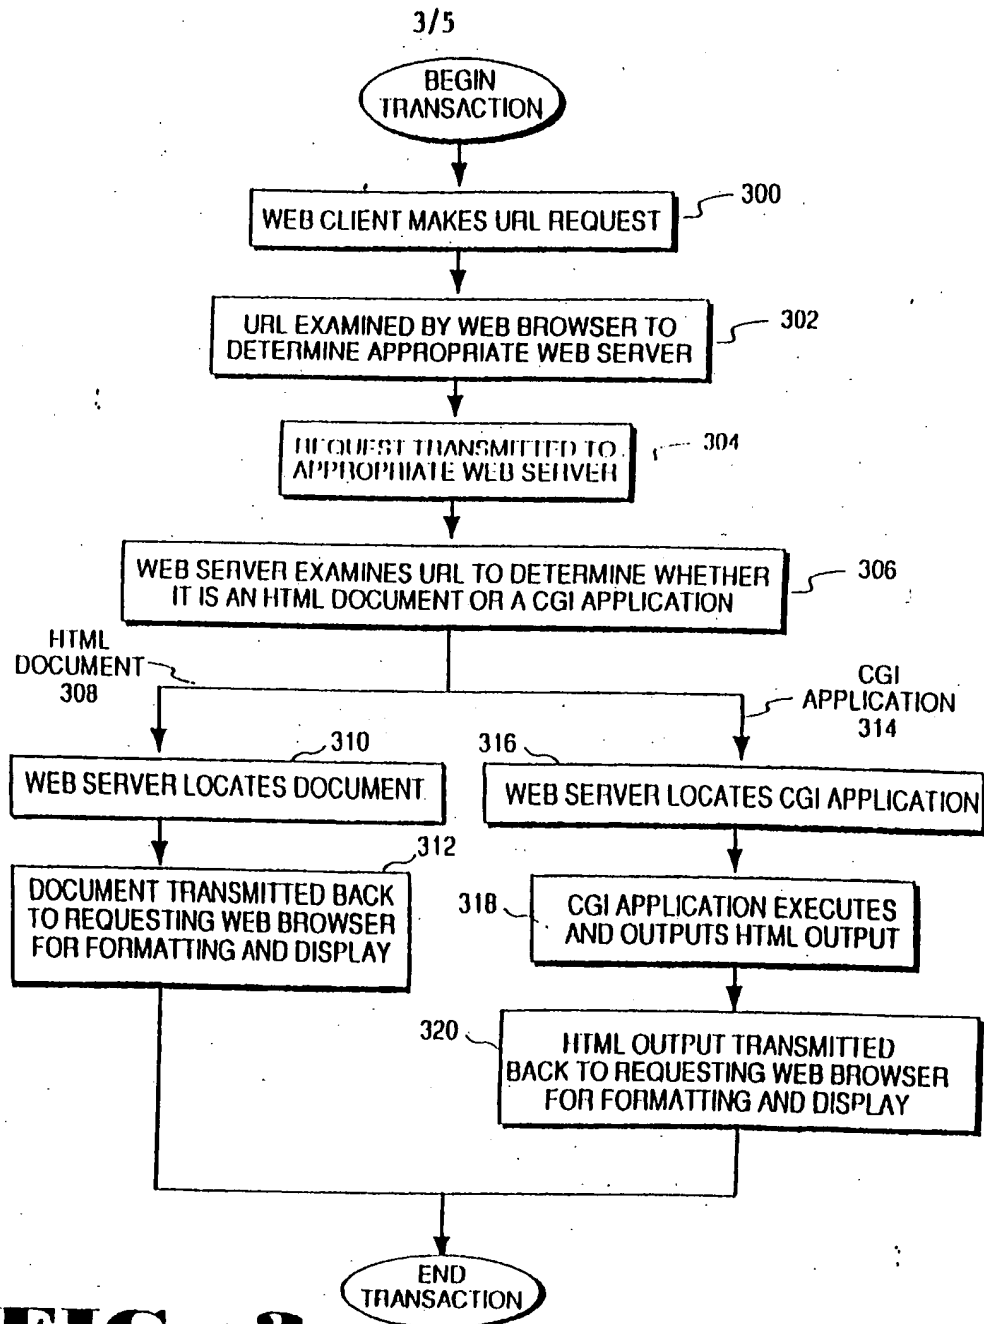 3/5
BEGIN
TRANSACTION
300
WEB CLIENT MAKES URL REQUEST
302
URL EXAMINED BY WEB BROWSER TO
DETERMINE APPROPRIATE WEB SERVER
304
REQUEST TRANSMITTED TO
APPROPRIATE WEB SERVER
306
WEB SERVER EXAMINES URL TO DETERMINE WHETHER
IT IS AN HTML DOCUMENT OR A CGI APPLICATION
HTML
DOCUMENT
308
CGI
APPLICATION
314
310
WEB SERVER LOCATES DOCUMENT
316
WEB SERVER LOCATES CGI APPLICATION
312
DOCUMENT TRANSMITTED BACK
TO REQUESTING WEB BROWSER
FOR FORMATTING AND DISPLAY
318
CGI APPLICATION EXECUTES
AND OUTPUTS HTML OUTPUT
320
HTML OUTPUT TRANSMITTED
BACK TO REQUESTING WEB BROWSER
FOR FORMATTING AND DISPLAY
END
TRANSACTION